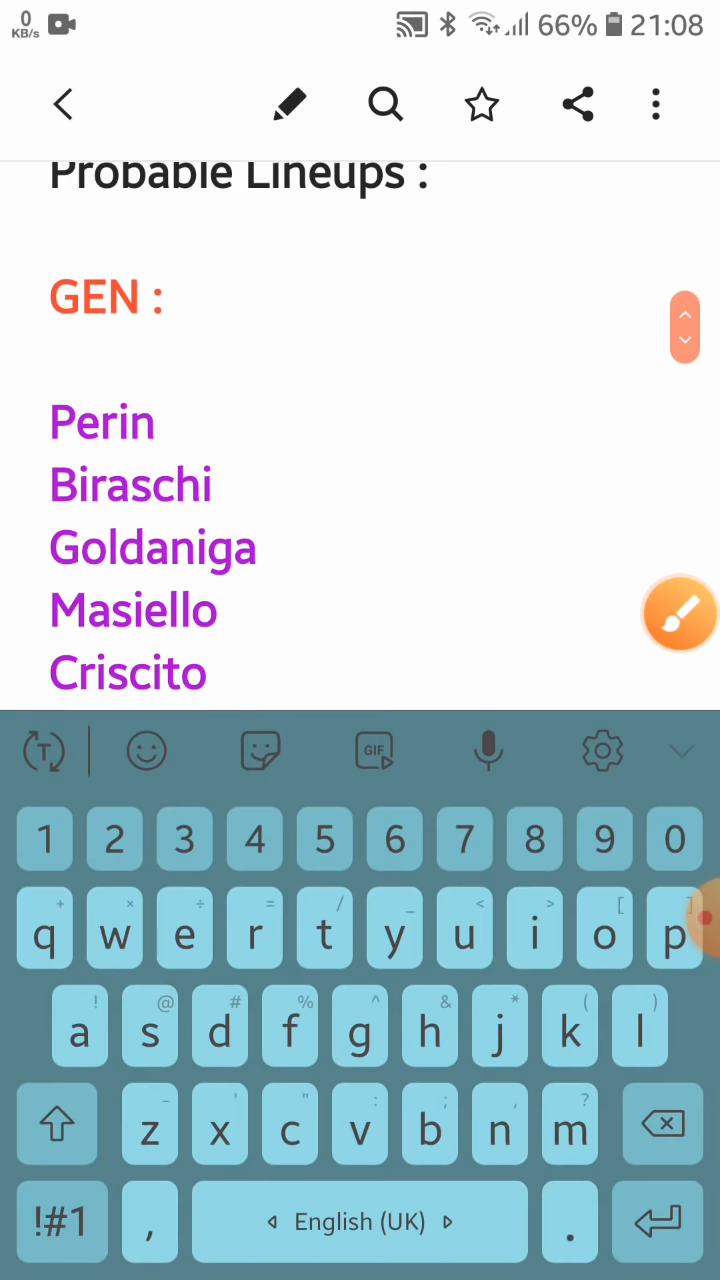 0
KB/s
66% 21:08
Probable Lineups :
GEN :
Perin
Biraschi
Goldaniga
Masiello
Criscito
T
GIF
1 2 3 4 5 6 7 8 9 0
+ × ÷ = / _ < > [ ]
q w e r t y u i o p
! @ # % ^ & * ( )
a s d f g h j k l
- ' " : ; , ?
z x c v b n m
!#1 , English (UK) .